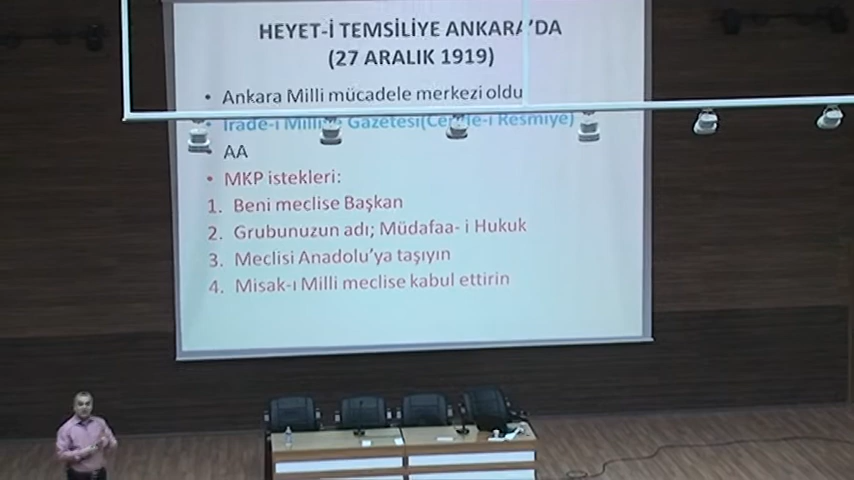 HEYET-İ TEMSİLİYE ANKARA'DA
(27 ARALIK 1919)
• Ankara Milli mücadele merkezi oldu
İrade-i Gazetesi( Resmiye)
• AA
• MKP istekleri:
1. Beni meclise Başkan
2. Grubunuzun adı; Müdafaa- i Hukuk
3. Meclisi Anadolu'ya taşıyın
4. Misak-ı Milli meclise kabul ettirin